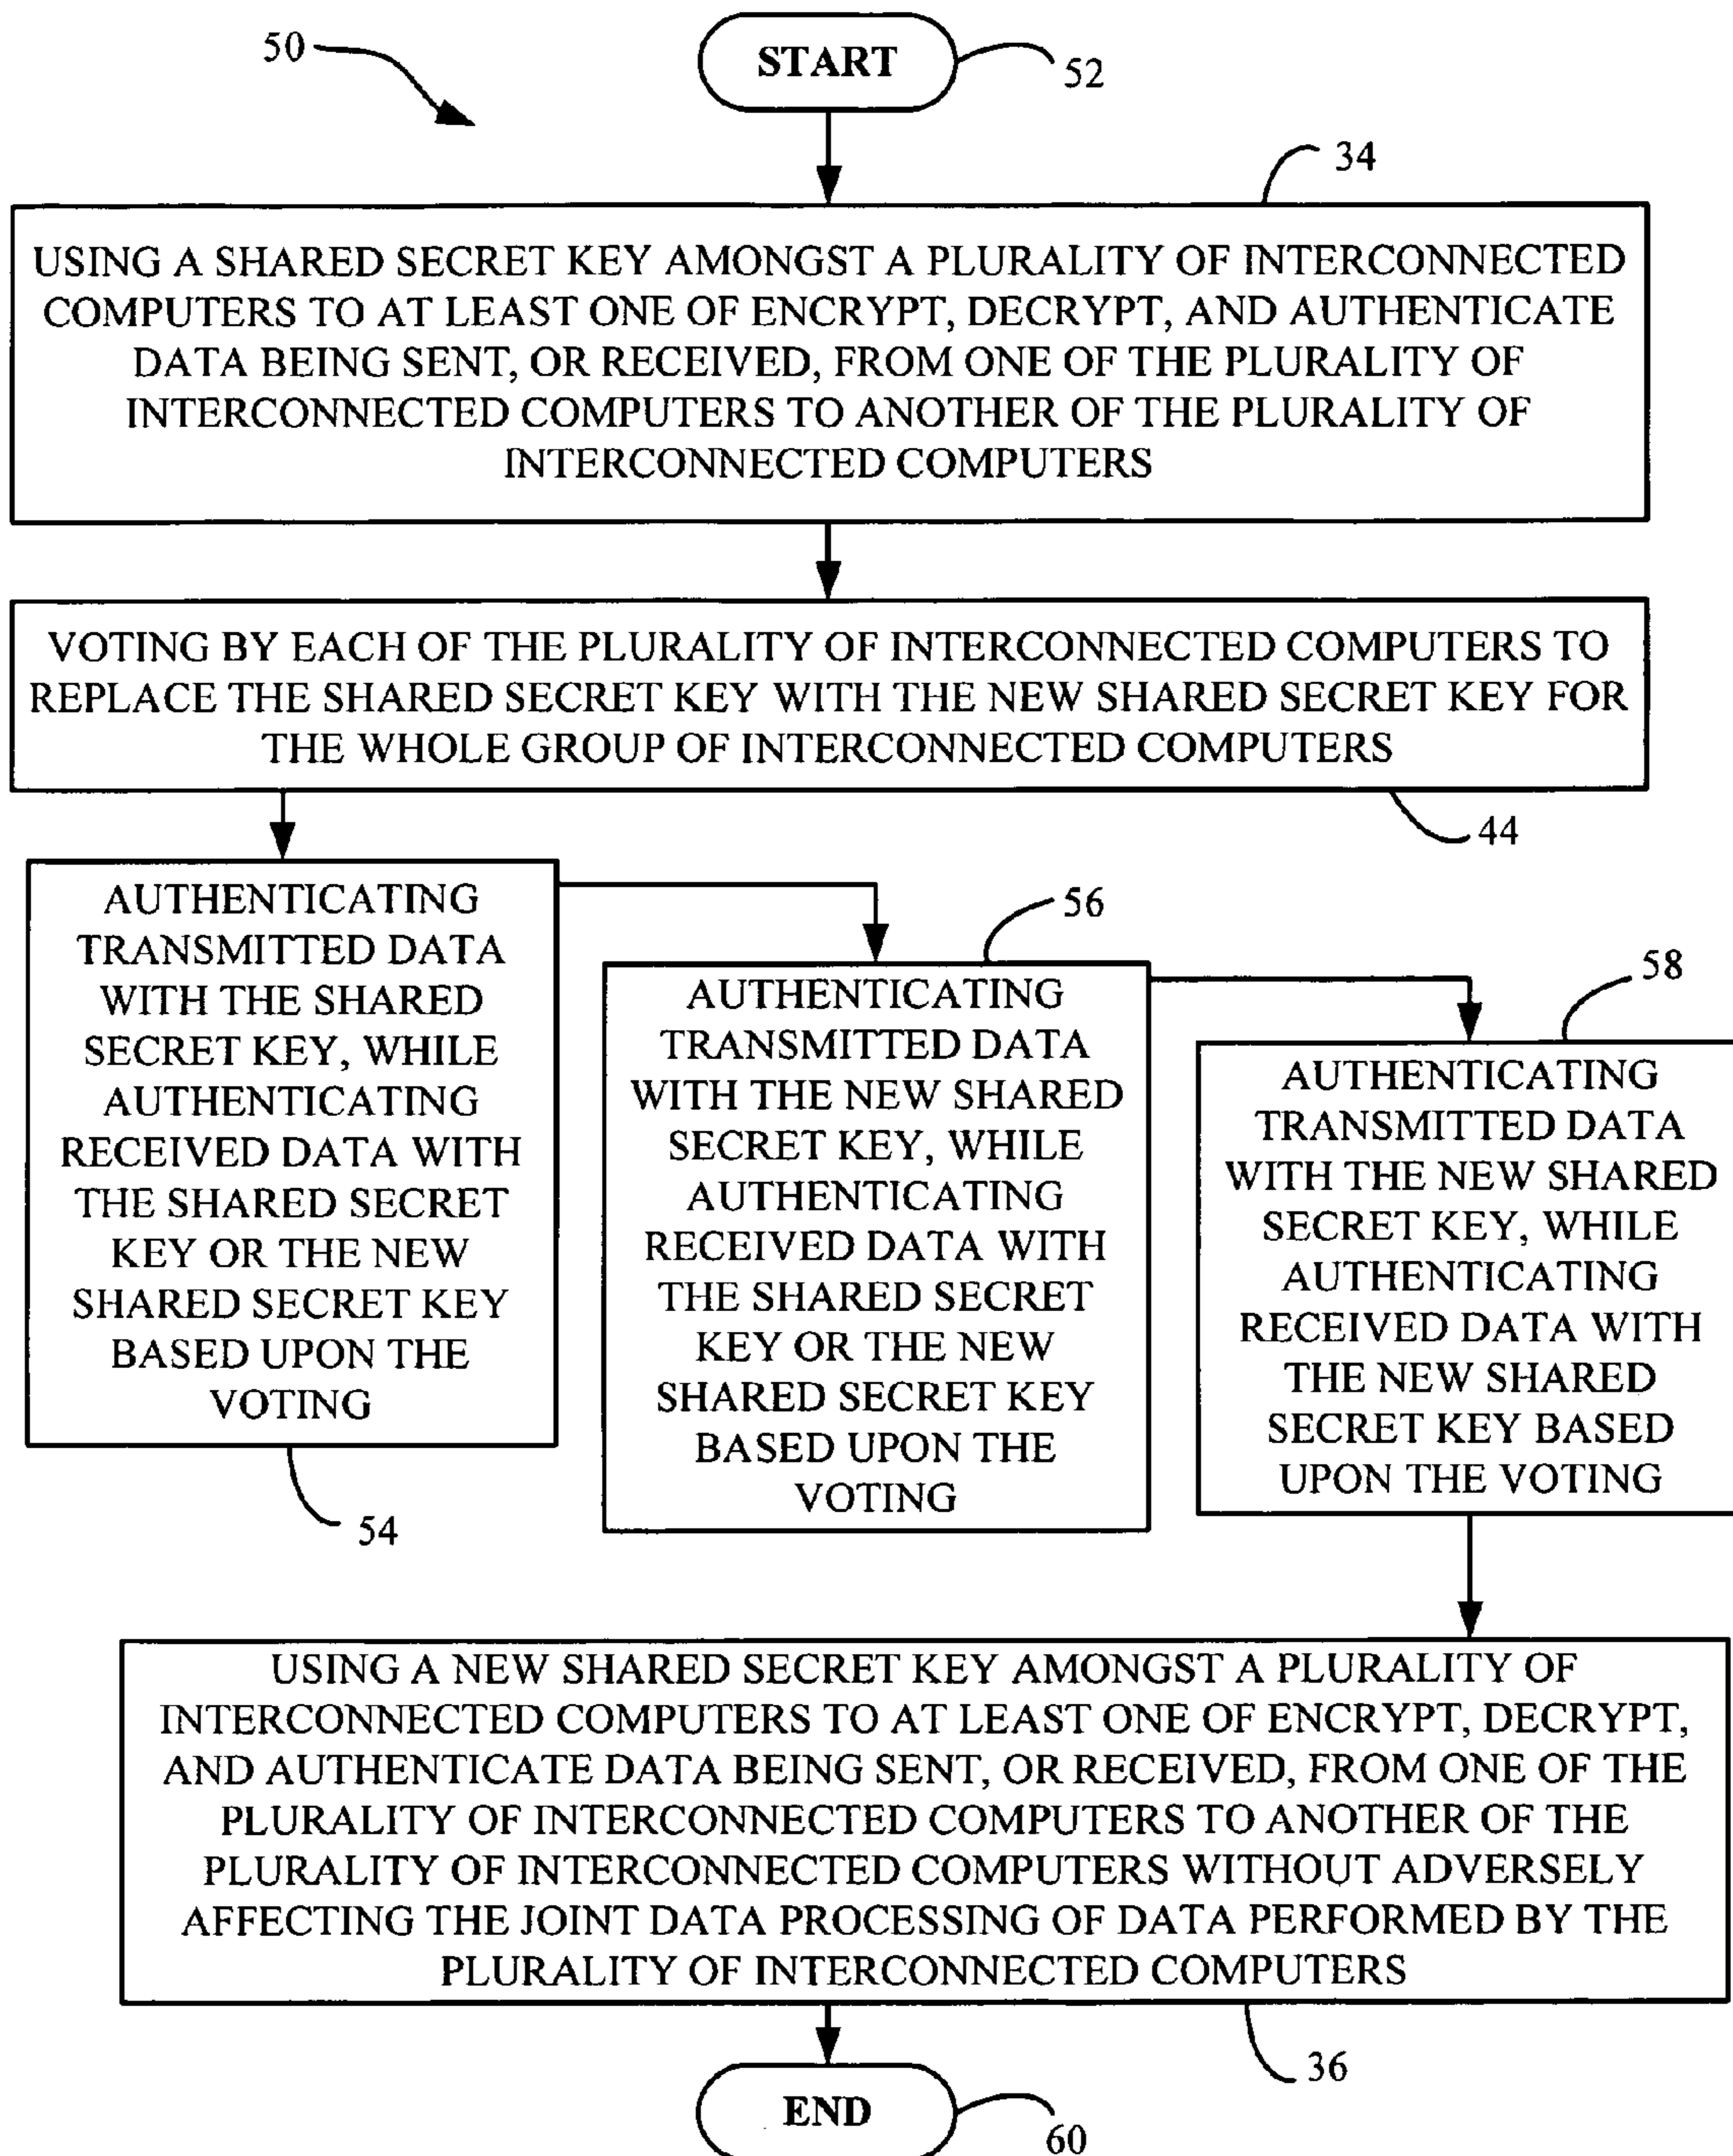 50
START
52
34
USING A SHARED SECRET KEY AMONGST A PLURALITY OF INTERCONNECTED
COMPUTERS TO AT LEAST ONE OF ENCRYPT, DECRYPT, AND AUTHENTICATE
DATA BEING SENT, OR RECEIVED, FROM ONE OF THE PLURALITY OF
INTERCONNECTED COMPUTERS TO ANOTHER OF THE PLURALITY OF
INTERCONNECTED COMPUTERS
VOTING BY EACH OF THE PLURALITY OF INTERCONNECTED COMPUTERS TO
REPLACE THE SHARED SECRET KEY WITH THE NEW SHARED SECRET KEY FOR
THE WHOLE GROUP OF INTERCONNECTED COMPUTERS
44
AUTHENTICATING
TRANSMITTED DATA
WITH THE SHARED
SECRET KEY, WHILE
AUTHENTICATING
RECEIVED DATA WITH
THE SHARED SECRET
KEY OR THE NEW
SHARED SECRET KEY
BASED UPON THE
VOTING
54
56
AUTHENTICATING
TRANSMITTED DATA
WITH THE NEW SHARED
SECRET KEY, WHILE
AUTHENTICATING
RECEIVED DATA WITH
THE SHARED SECRET
KEY OR THE NEW
SHARED SECRET KEY
BASED UPON THE
VOTING
58
AUTHENTICATING
TRANSMITTED DATA
WITH THE NEW SHARED
SECRET KEY, WHILE
AUTHENTICATING
RECEIVED DATA WITH
THE NEW SHARED
SECRET KEY BASED
UPON THE VOTING
USING A NEW SHARED SECRET KEY AMONGST A PLURALITY OF
INTERCONNECTED COMPUTERS TO AT LEAST ONE OF ENCRYPT, DECRYPT,
AND AUTHENTICATE DATA BEING SENT, OR RECEIVED, FROM ONE OF THE
PLURALITY OF INTERCONNECTED COMPUTERS TO ANOTHER OF THE
PLURALITY OF INTERCONNECTED COMPUTERS WITHOUT ADVERSELY
AFFECTING THE JOINT DATA PROCESSING OF DATA PERFORMED BY THE
PLURALITY OF INTERCONNECTED COMPUTERS
36
END
60